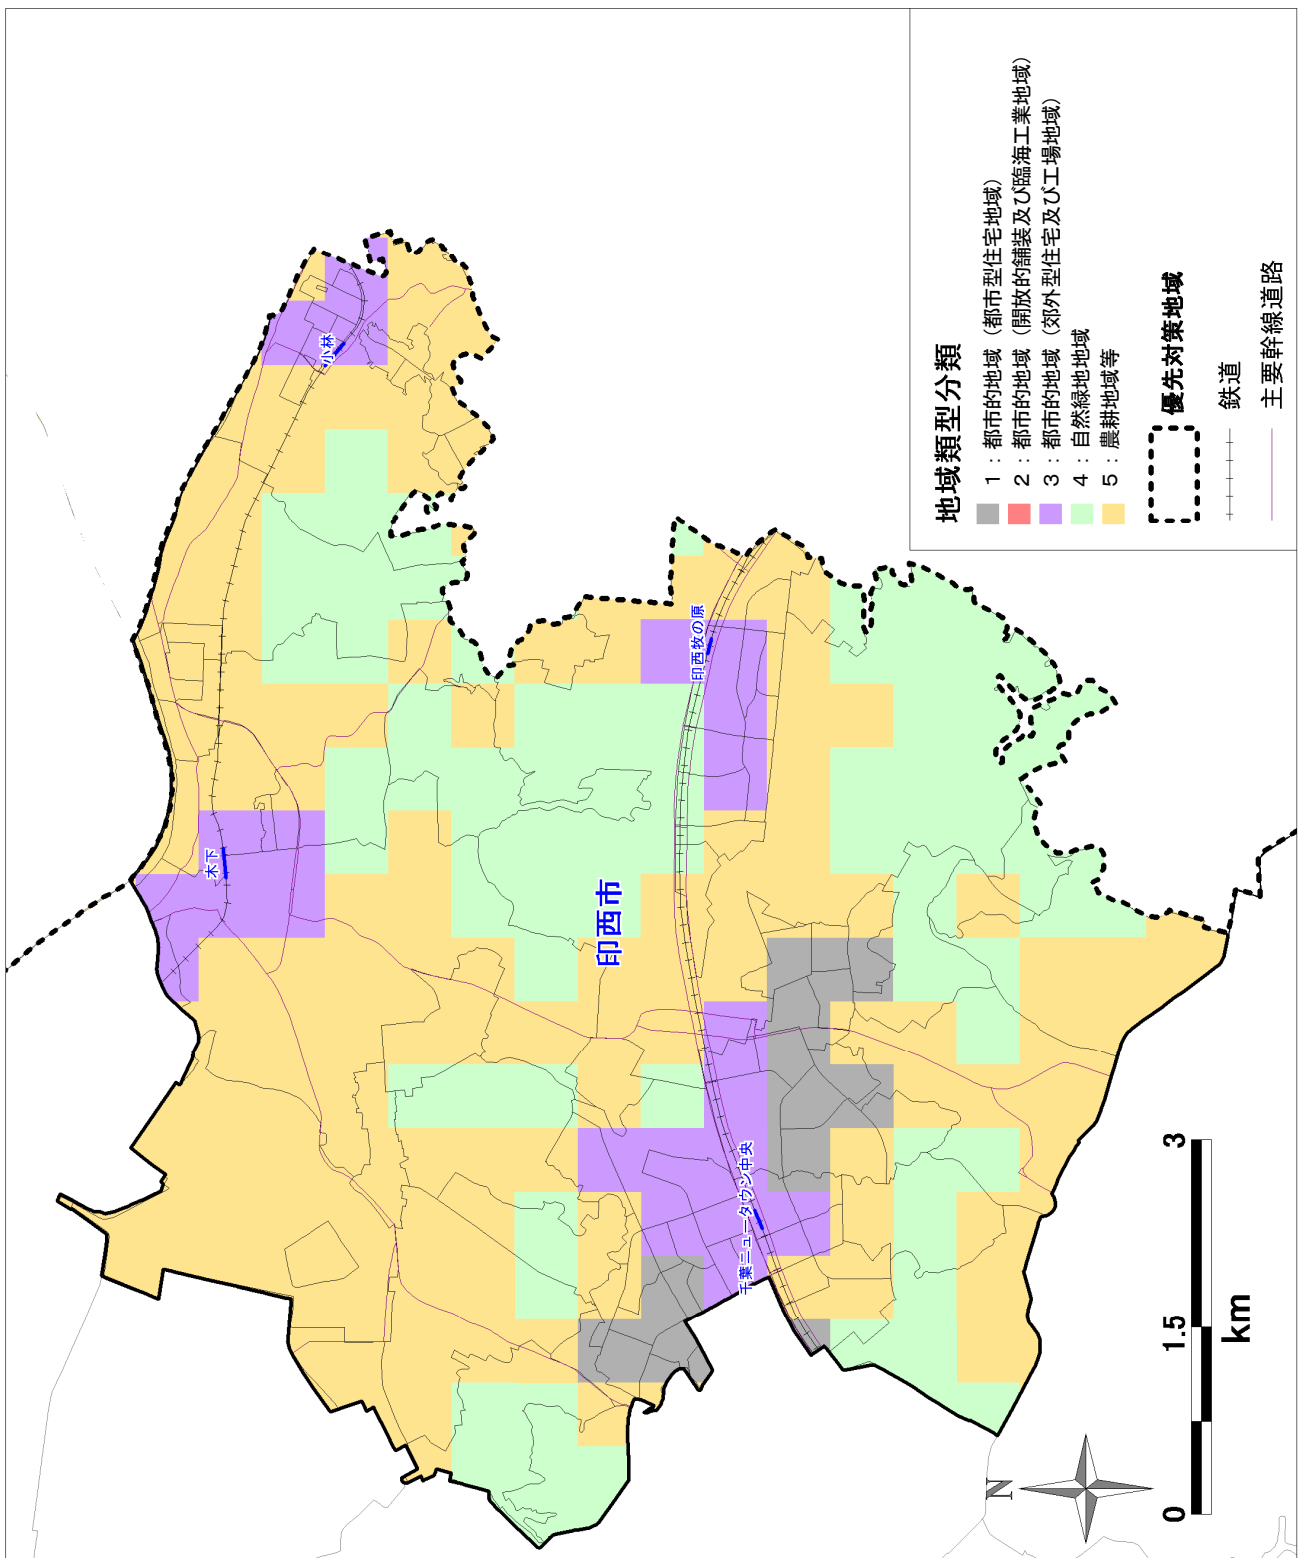 小林
木下
印西牧の原
印西市
千葉ニュータウン中央
地域類型分類
1：都市的地域（都市型住宅地域）
2：都市的地域（開放的舗装及び臨海工業地域）
3：都市的地域（郊外型住宅及び工場地域）
4：自然緑地地域
5：農耕地域等
優先対策地域
鉄道
主要幹線道路
N
0 1.5 3
km